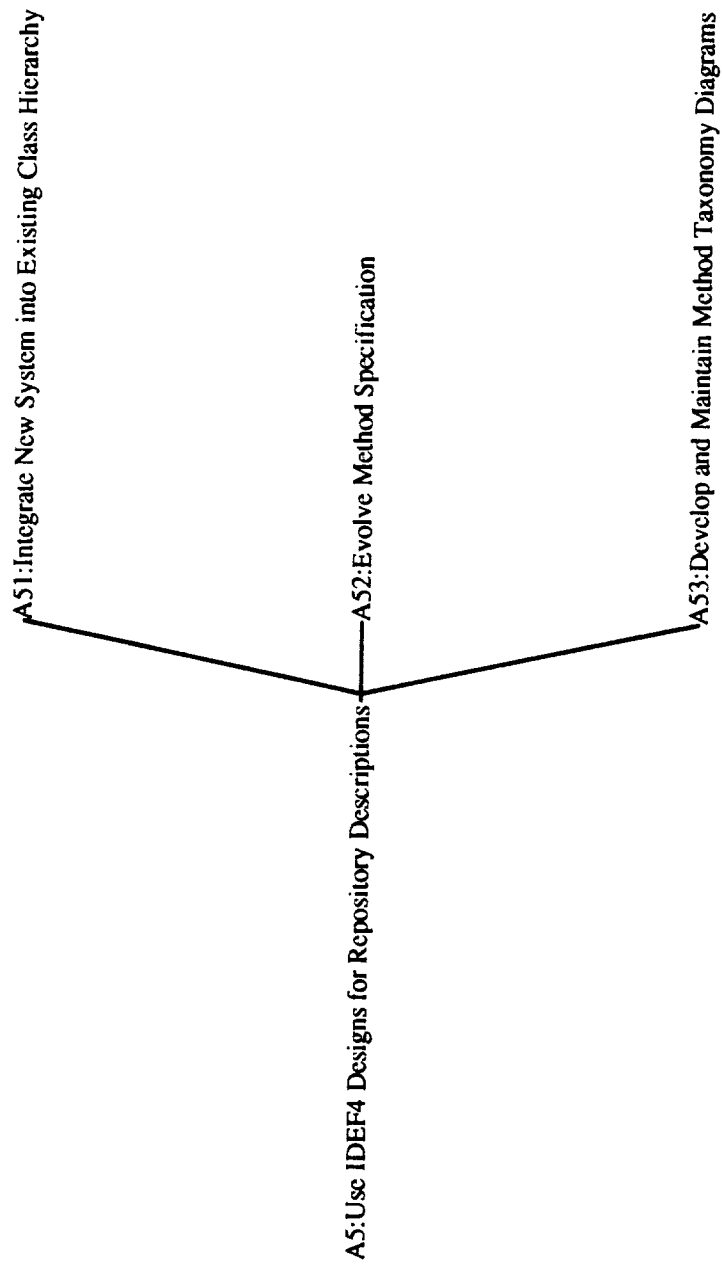 A5:Use IDEF4 Designs for Repository Descriptions
A51:Integrate New System into Existing Class Hierarchy
A52:Evolve Method Specification
A53:Develop and Maintain Method Taxonomy Diagrams